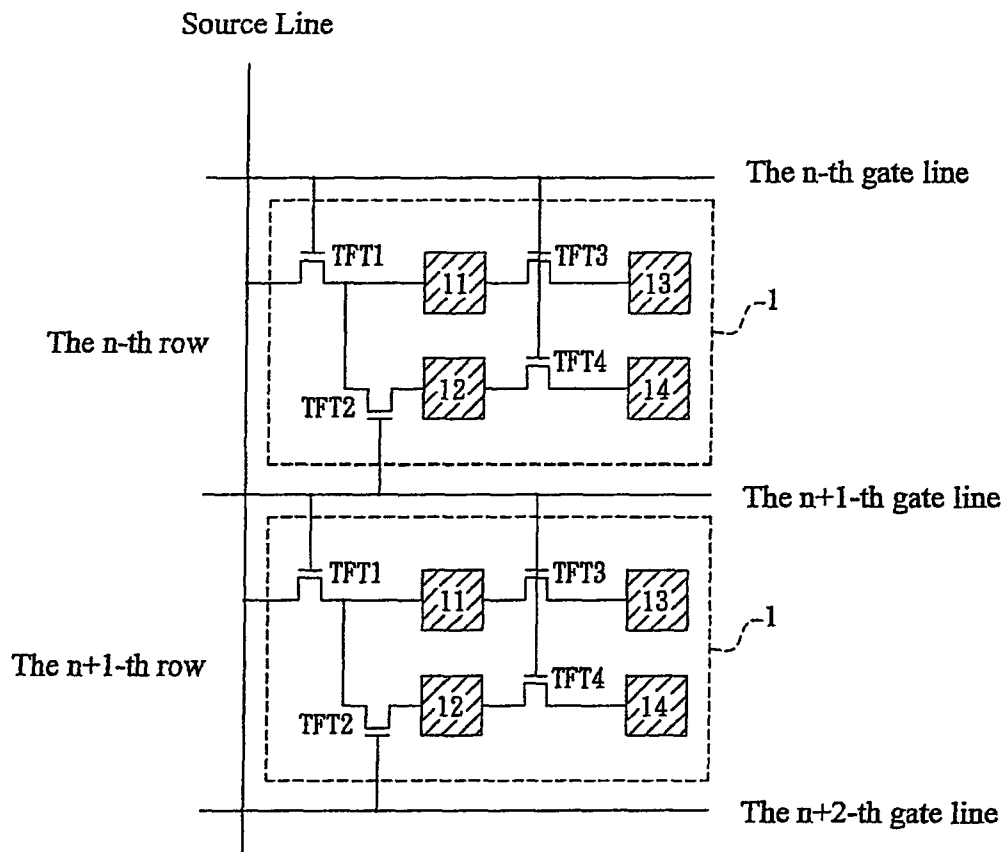 Source Line
The n-th gate line
TFT1
11
TFT3
13
1
The n-th row
TFT2
12
TFT4
14
The n+1-th gate line
TFT1
11
TFT3
13
1
The n+1-th row
TFT2
12
TFT4
14
The n+2-th gate line